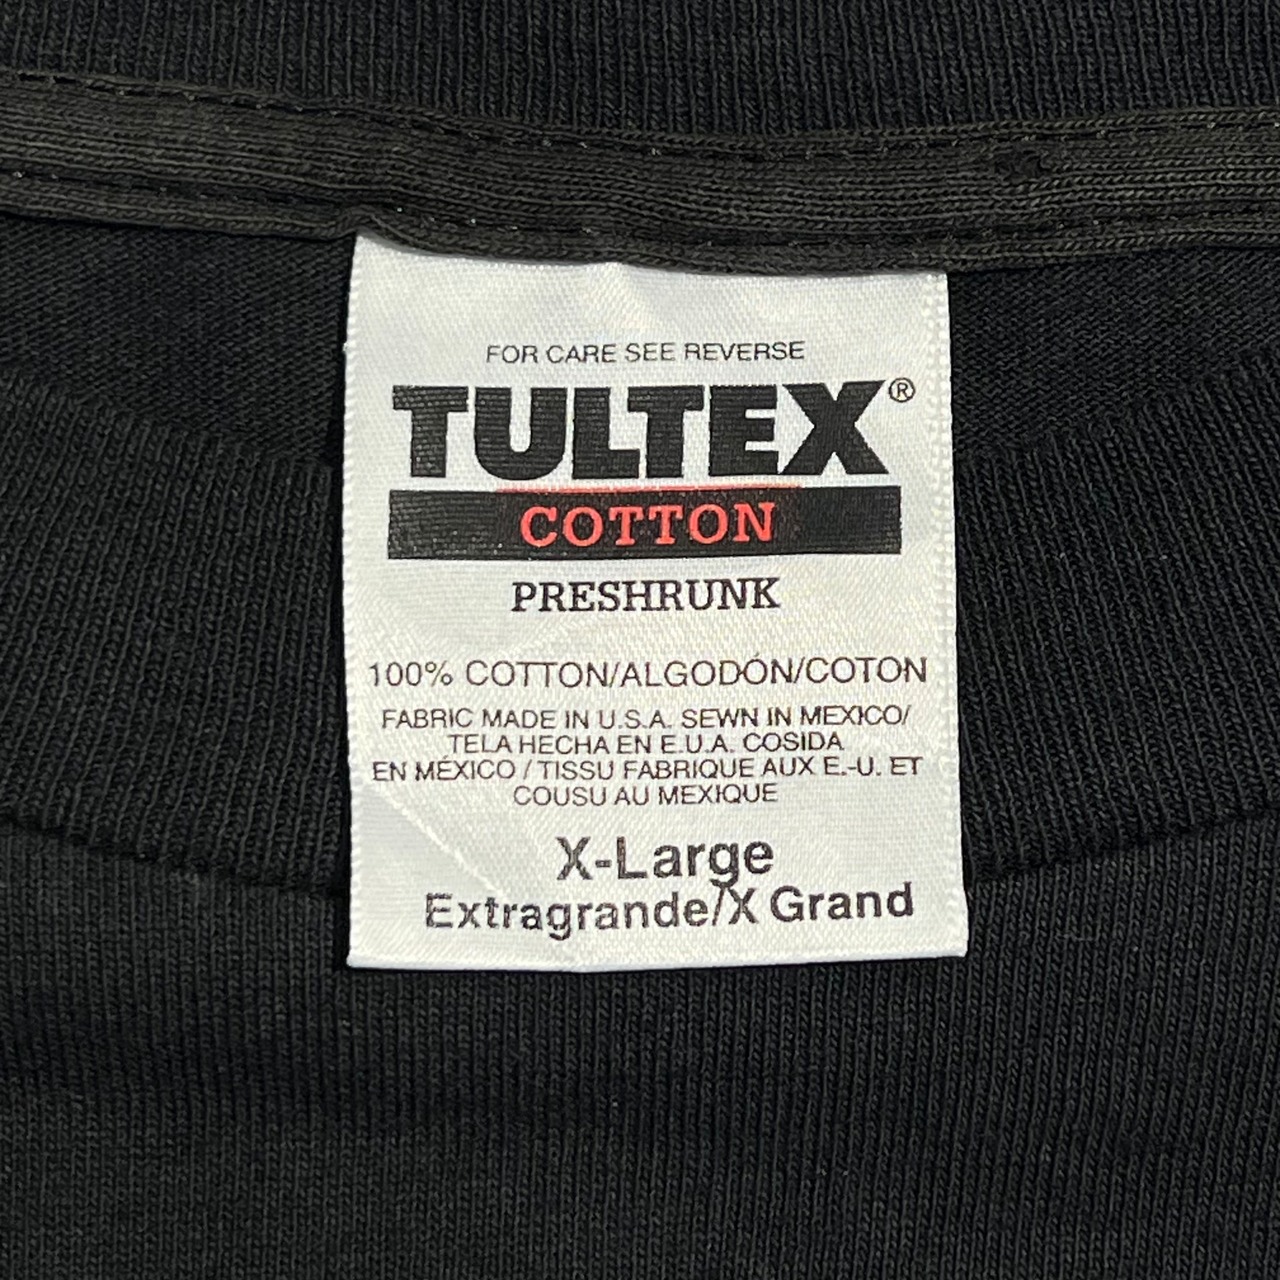 FOR CARE SEE REVERSE
TULTEX®
COTTON
PRESHRUNK
100% COTTON/ALGODÓN/COTON
FABRIC MADE IN U.S.A. SEWN IN MEXICO/
TELA HECHA EN E.U.A. COSIDA
EN MÉXICO / TISSU FABRIQUE AUX E.-U. ET
COUSU AU MEXIQUE
X-Large
Extragrande/X Grand